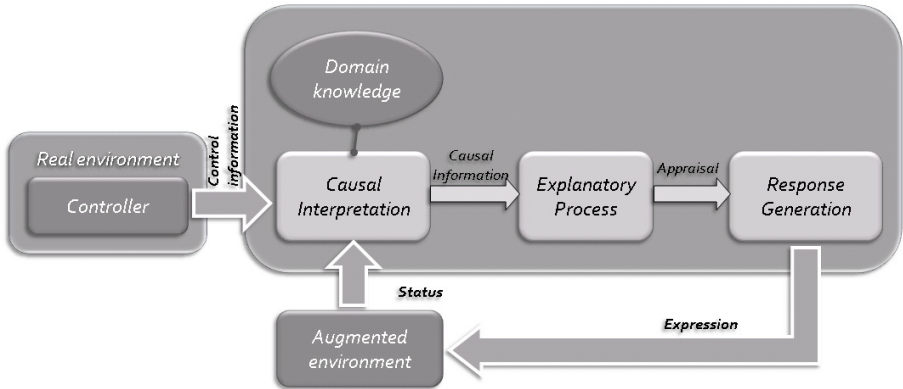 Domain
knowledge
Real environment
Controller
Control
information
Causal
Interpretation
Causal
Information
Explanatory
Process
Appraisal
Response
Generation
Status
Augmented
environment
Expression